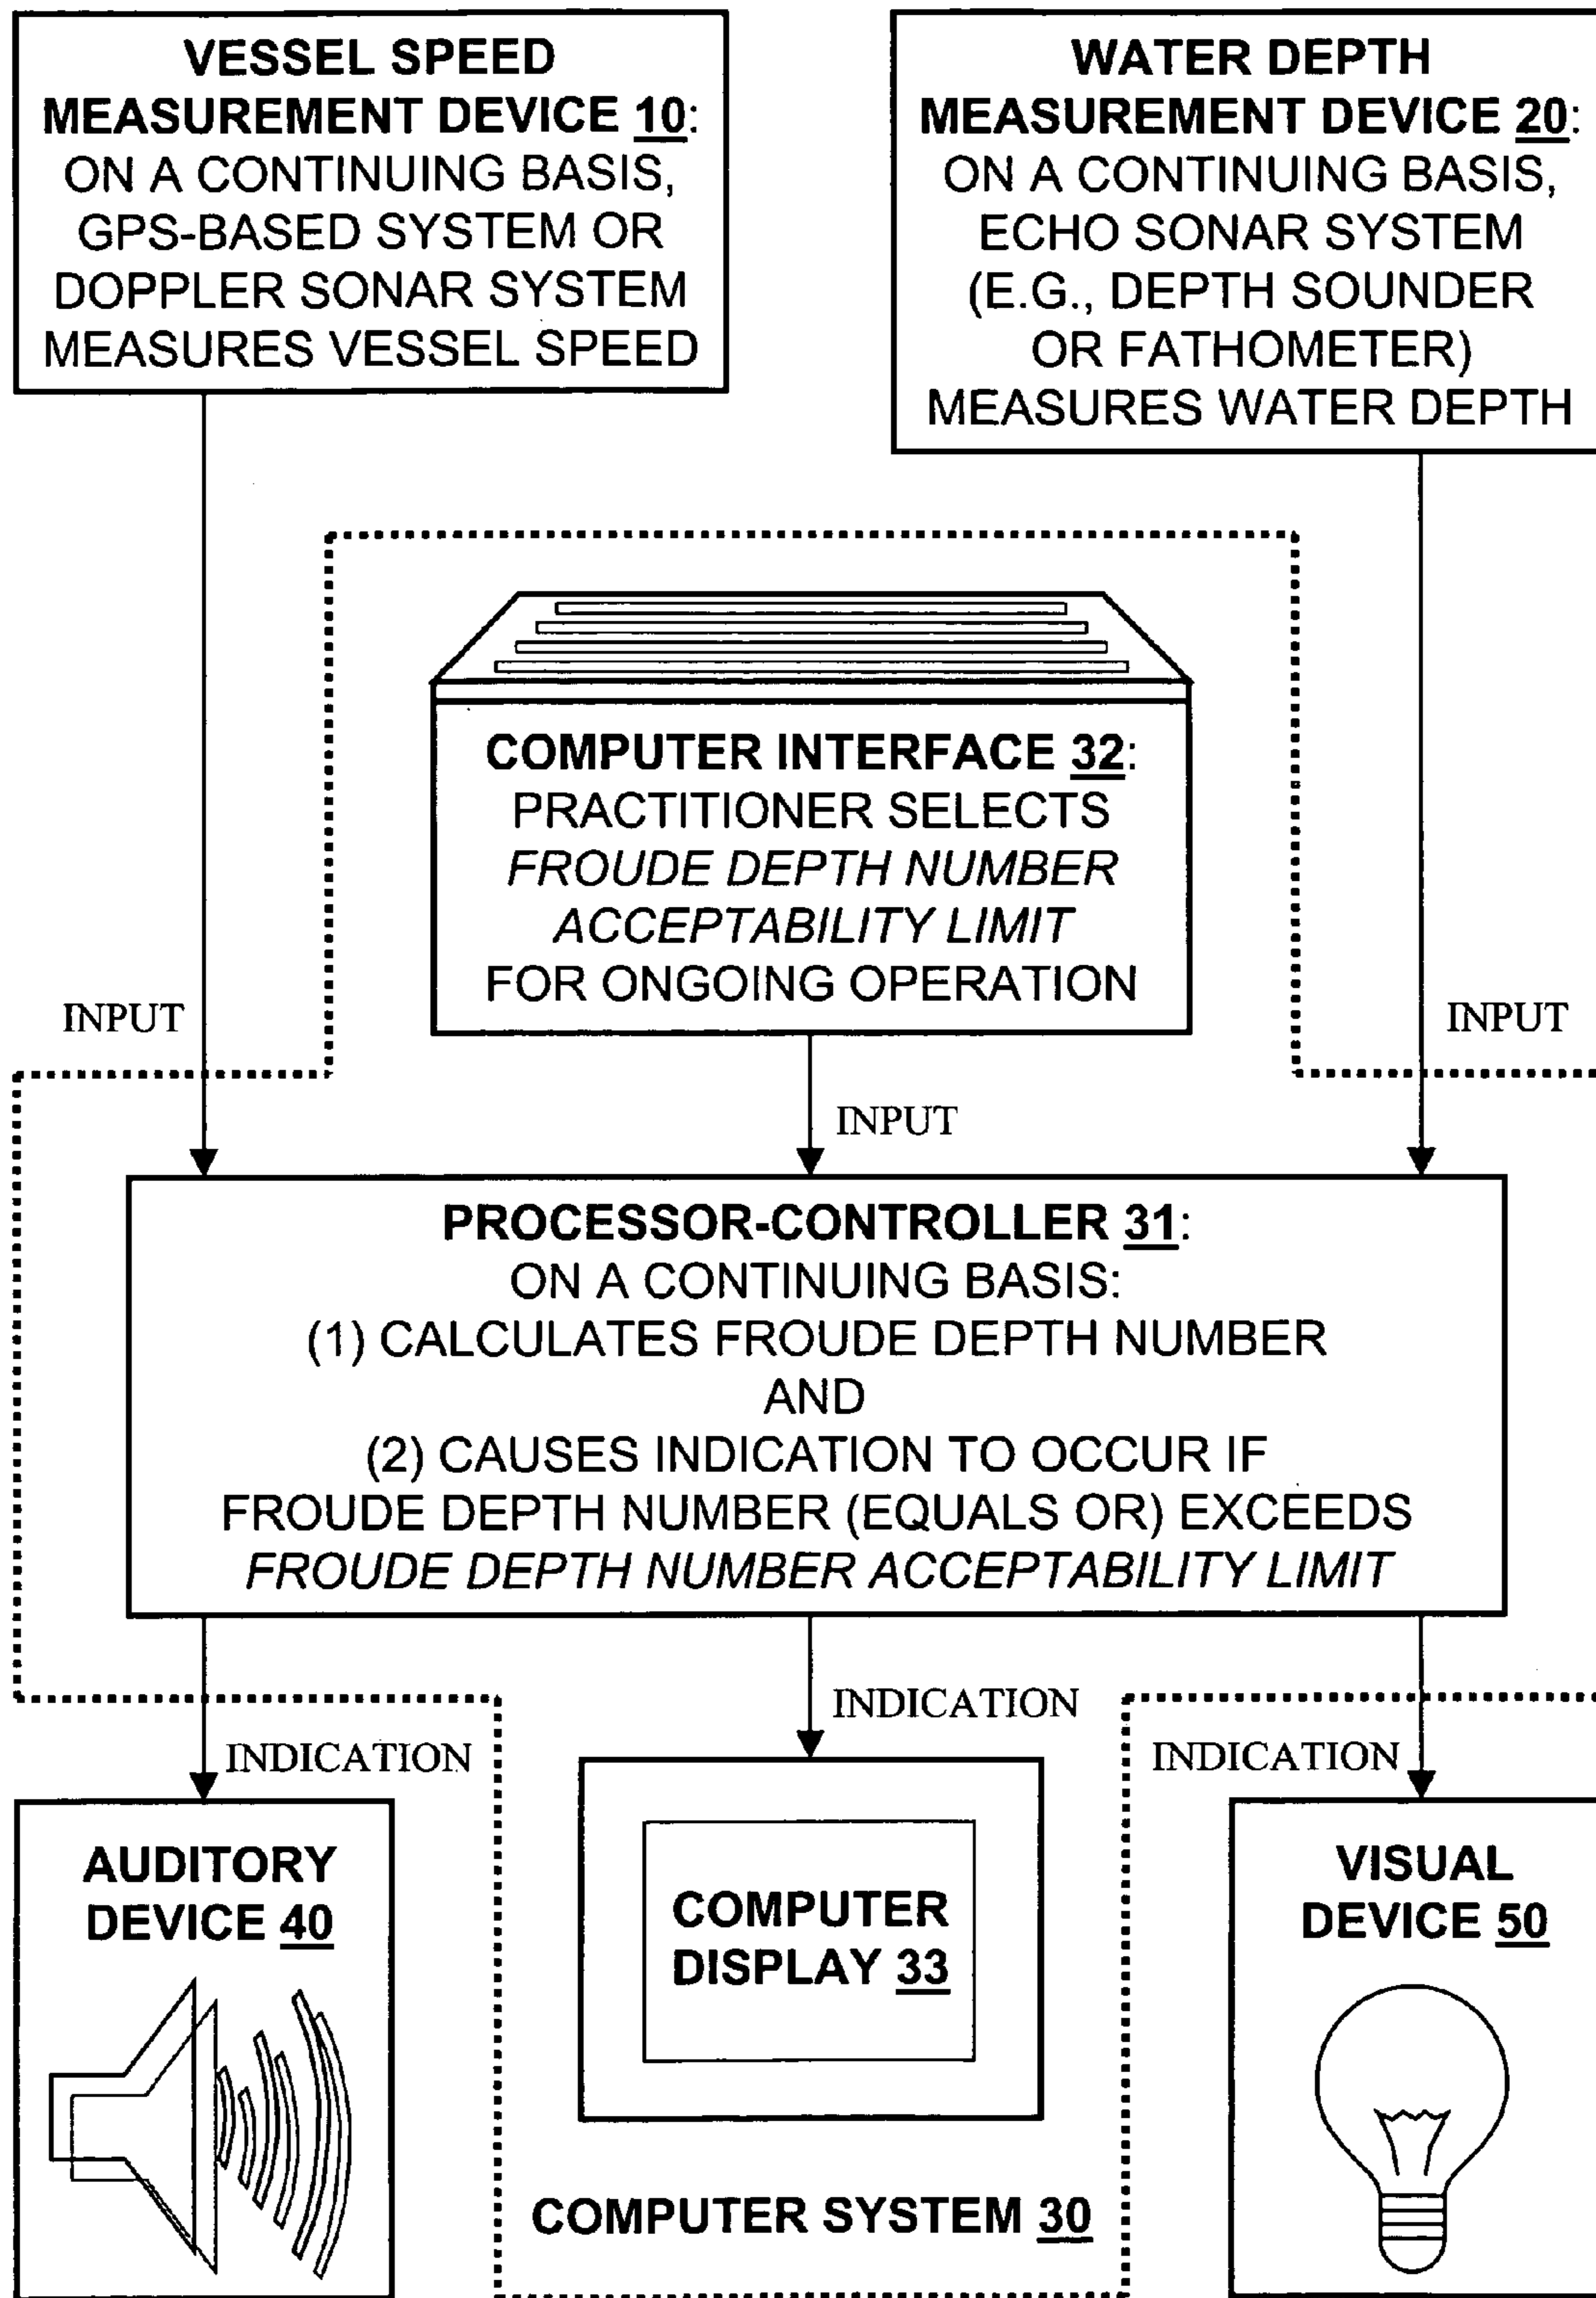 VESSEL SPEED
MEASUREMENT DEVICE 10:
ON A CONTINUING BASIS,
GPS-BASED SYSTEM OR
DOPPLER SONAR SYSTEM
MEASURES VESSEL SPEED
WATER DEPTH
MEASUREMENT DEVICE 20:
ON A CONTINUING BASIS,
ECHO SONAR SYSTEM
(E.G., DEPTH SOUNDER
OR FATHOMETER)
MEASURES WATER DEPTH
COMPUTER INTERFACE 32:
PRACTITIONER SELECTS
FROUDE DEPTH NUMBER
ACCEPTABILITY LIMIT
FOR ONGOING OPERATION
INPUT
INPUT
INPUT
PROCESSOR-CONTROLLER 31:
ON A CONTINUING BASIS:
(1) CALCULATES FROUDE DEPTH NUMBER
AND
(2) CAUSES INDICATION TO OCCUR IF
FROUDE DEPTH NUMBER (EQUALS OR) EXCEEDS
FROUDE DEPTH NUMBER ACCEPTABILITY LIMIT
INDICATION
INDICATION
INDICATION
AUDITORY
DEVICE 40
COMPUTER
DISPLAY 33
VISUAL
DEVICE 50
COMPUTER SYSTEM 30